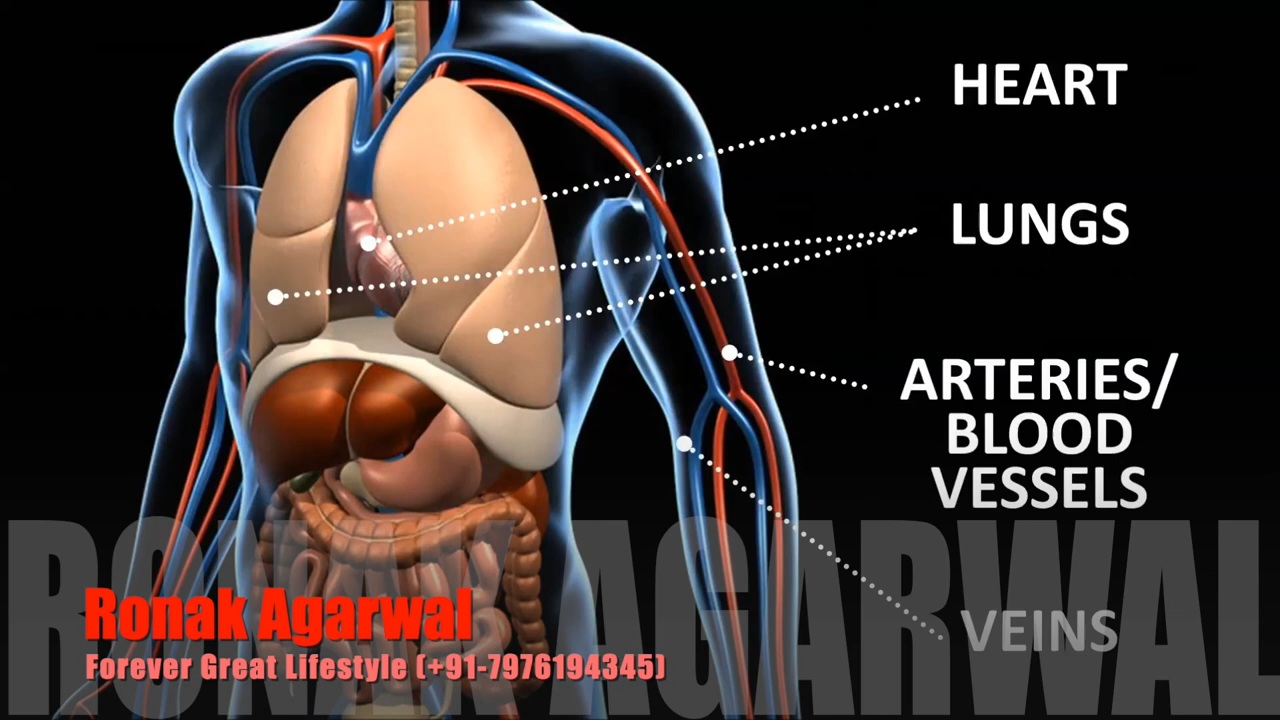 HEART
LUNGS
ARTERIES/
BLOOD
VESSELS
VEINS
RONAK AGARWAL
Ronak Agarwal
Forever Great Lifestyle (+91-7976194345)